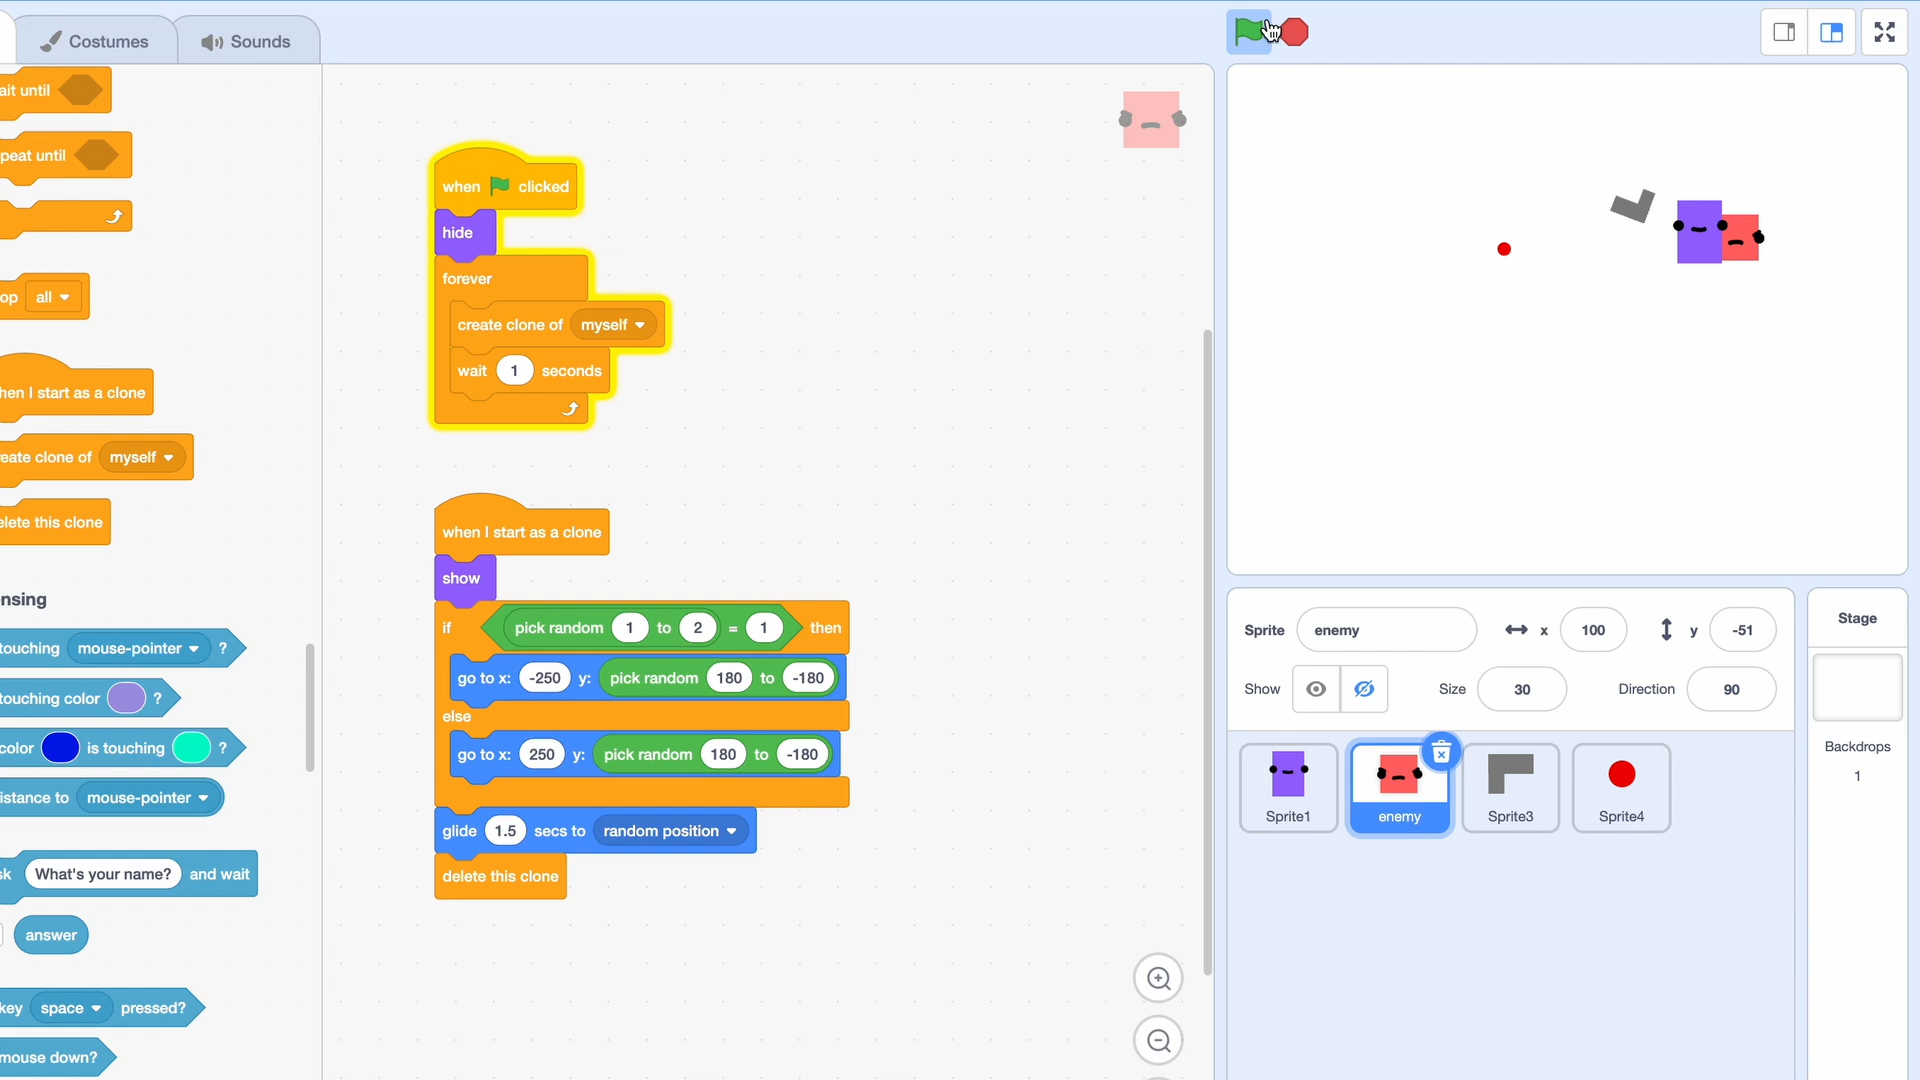 Costumes
Sounds
ait until
peat until
op all
hen I start as a clone
eate clone of myself
elete this clone
nsing
touching mouse-pointer ?
touching color ?
color is touching ?
istance to mouse-pointer
sk What's your name? and wait
answer
key space pressed?
mouse down?
when clicked
hide
forever
create clone of myself
wait 1 seconds
when I start as a clone
show
if pick random 1 to 2 = 1 then
go to x: -250 y: pick random 180 to -180
else
go to x: 250 y: pick random 180 to -180
glide 1.5 secs to random position
delete this clone
Sprite enemy x 100 y -51
Show Size 30 Direction 90
Sprite1
enemy
Sprite3
Sprite4
Stage
Backdrops
1